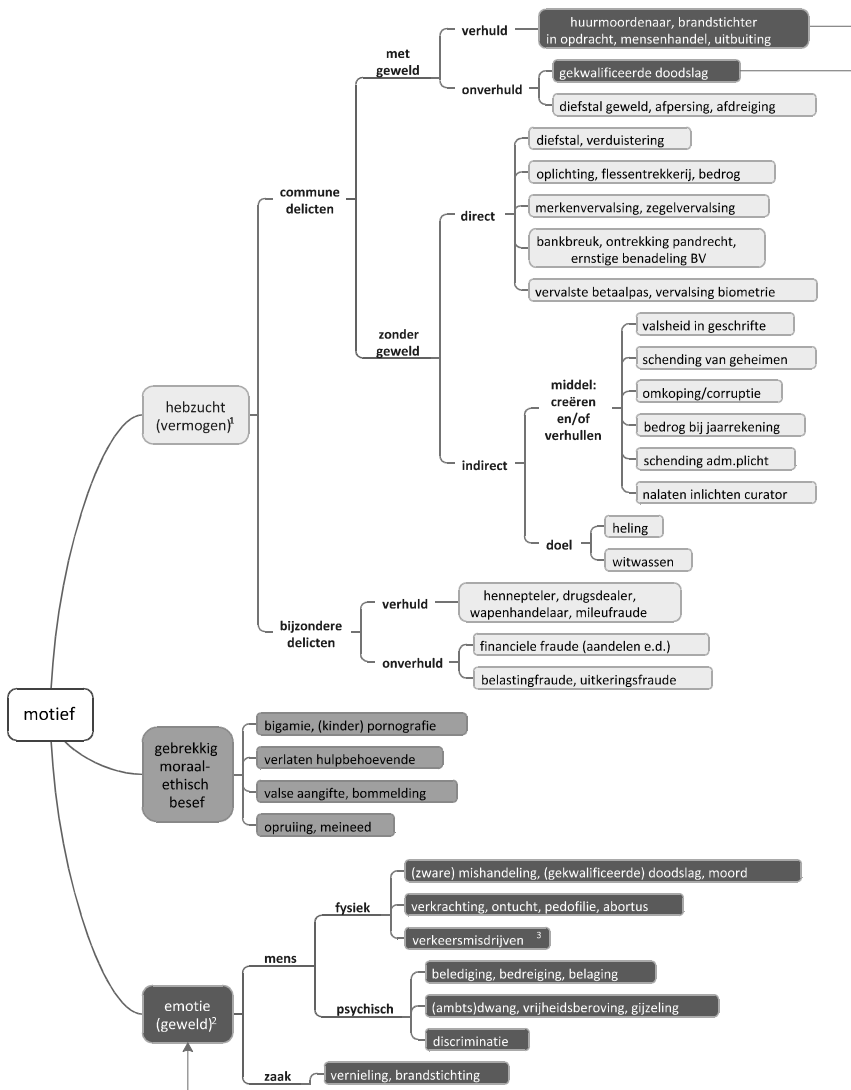 motief
hebzucht
(vermogen)1
commune
delicten
met
geweld
verhuld
huurmoordenaar, brandstichter
in opdracht, mensenhandel, uitbuiting
onverhuld
gekwalificeerde doodslag
diefstal geweld, afpersing, afdreiging
zonder
geweld
direct
diefstal, verduistering
oplichting, flessentrekkerij, bedrog
merkenvervalsing, zegelvervalsing
bankbreuk, ontrekking pandrecht,
ernstige benadeling BV
vervalste betaalpas, vervalsing biometrie
indirect
middel:
creëren
en/of
verhullen
valsheid in geschrifte
schending van geheimen
omkoping/corruptie
bedrog bij jaarrekening
schending adm.plicht
nalaten inlichten curator
doel
heling
witwassen
bijzondere
delicten
verhuld
hennepteler, drugsdealer,
wapenhandelaar, mileufraude
onverhuld
financiele fraude (aandelen e.d.)
belastingfraude, uitkeringsfraude
gebrekkig
moraal-
ethisch
besef
bigamie, (kinder) pornografie
verlaten hulpbehoevende
valse aangifte, bommelding
opruiing, meineed
emotie
(geweld)2
mens
fysiek
(zware) mishandeling, (gekwalificeerde) doodslag, moord
verkrachting, ontucht, pedofilie, abortus
verkeersmisdrijven 3
psychisch
belediging, bedreiging, belaging
(ambts)dwang, vrijheidsberoving, gijzeling
discriminatie
zaak
vernieling, brandstichting